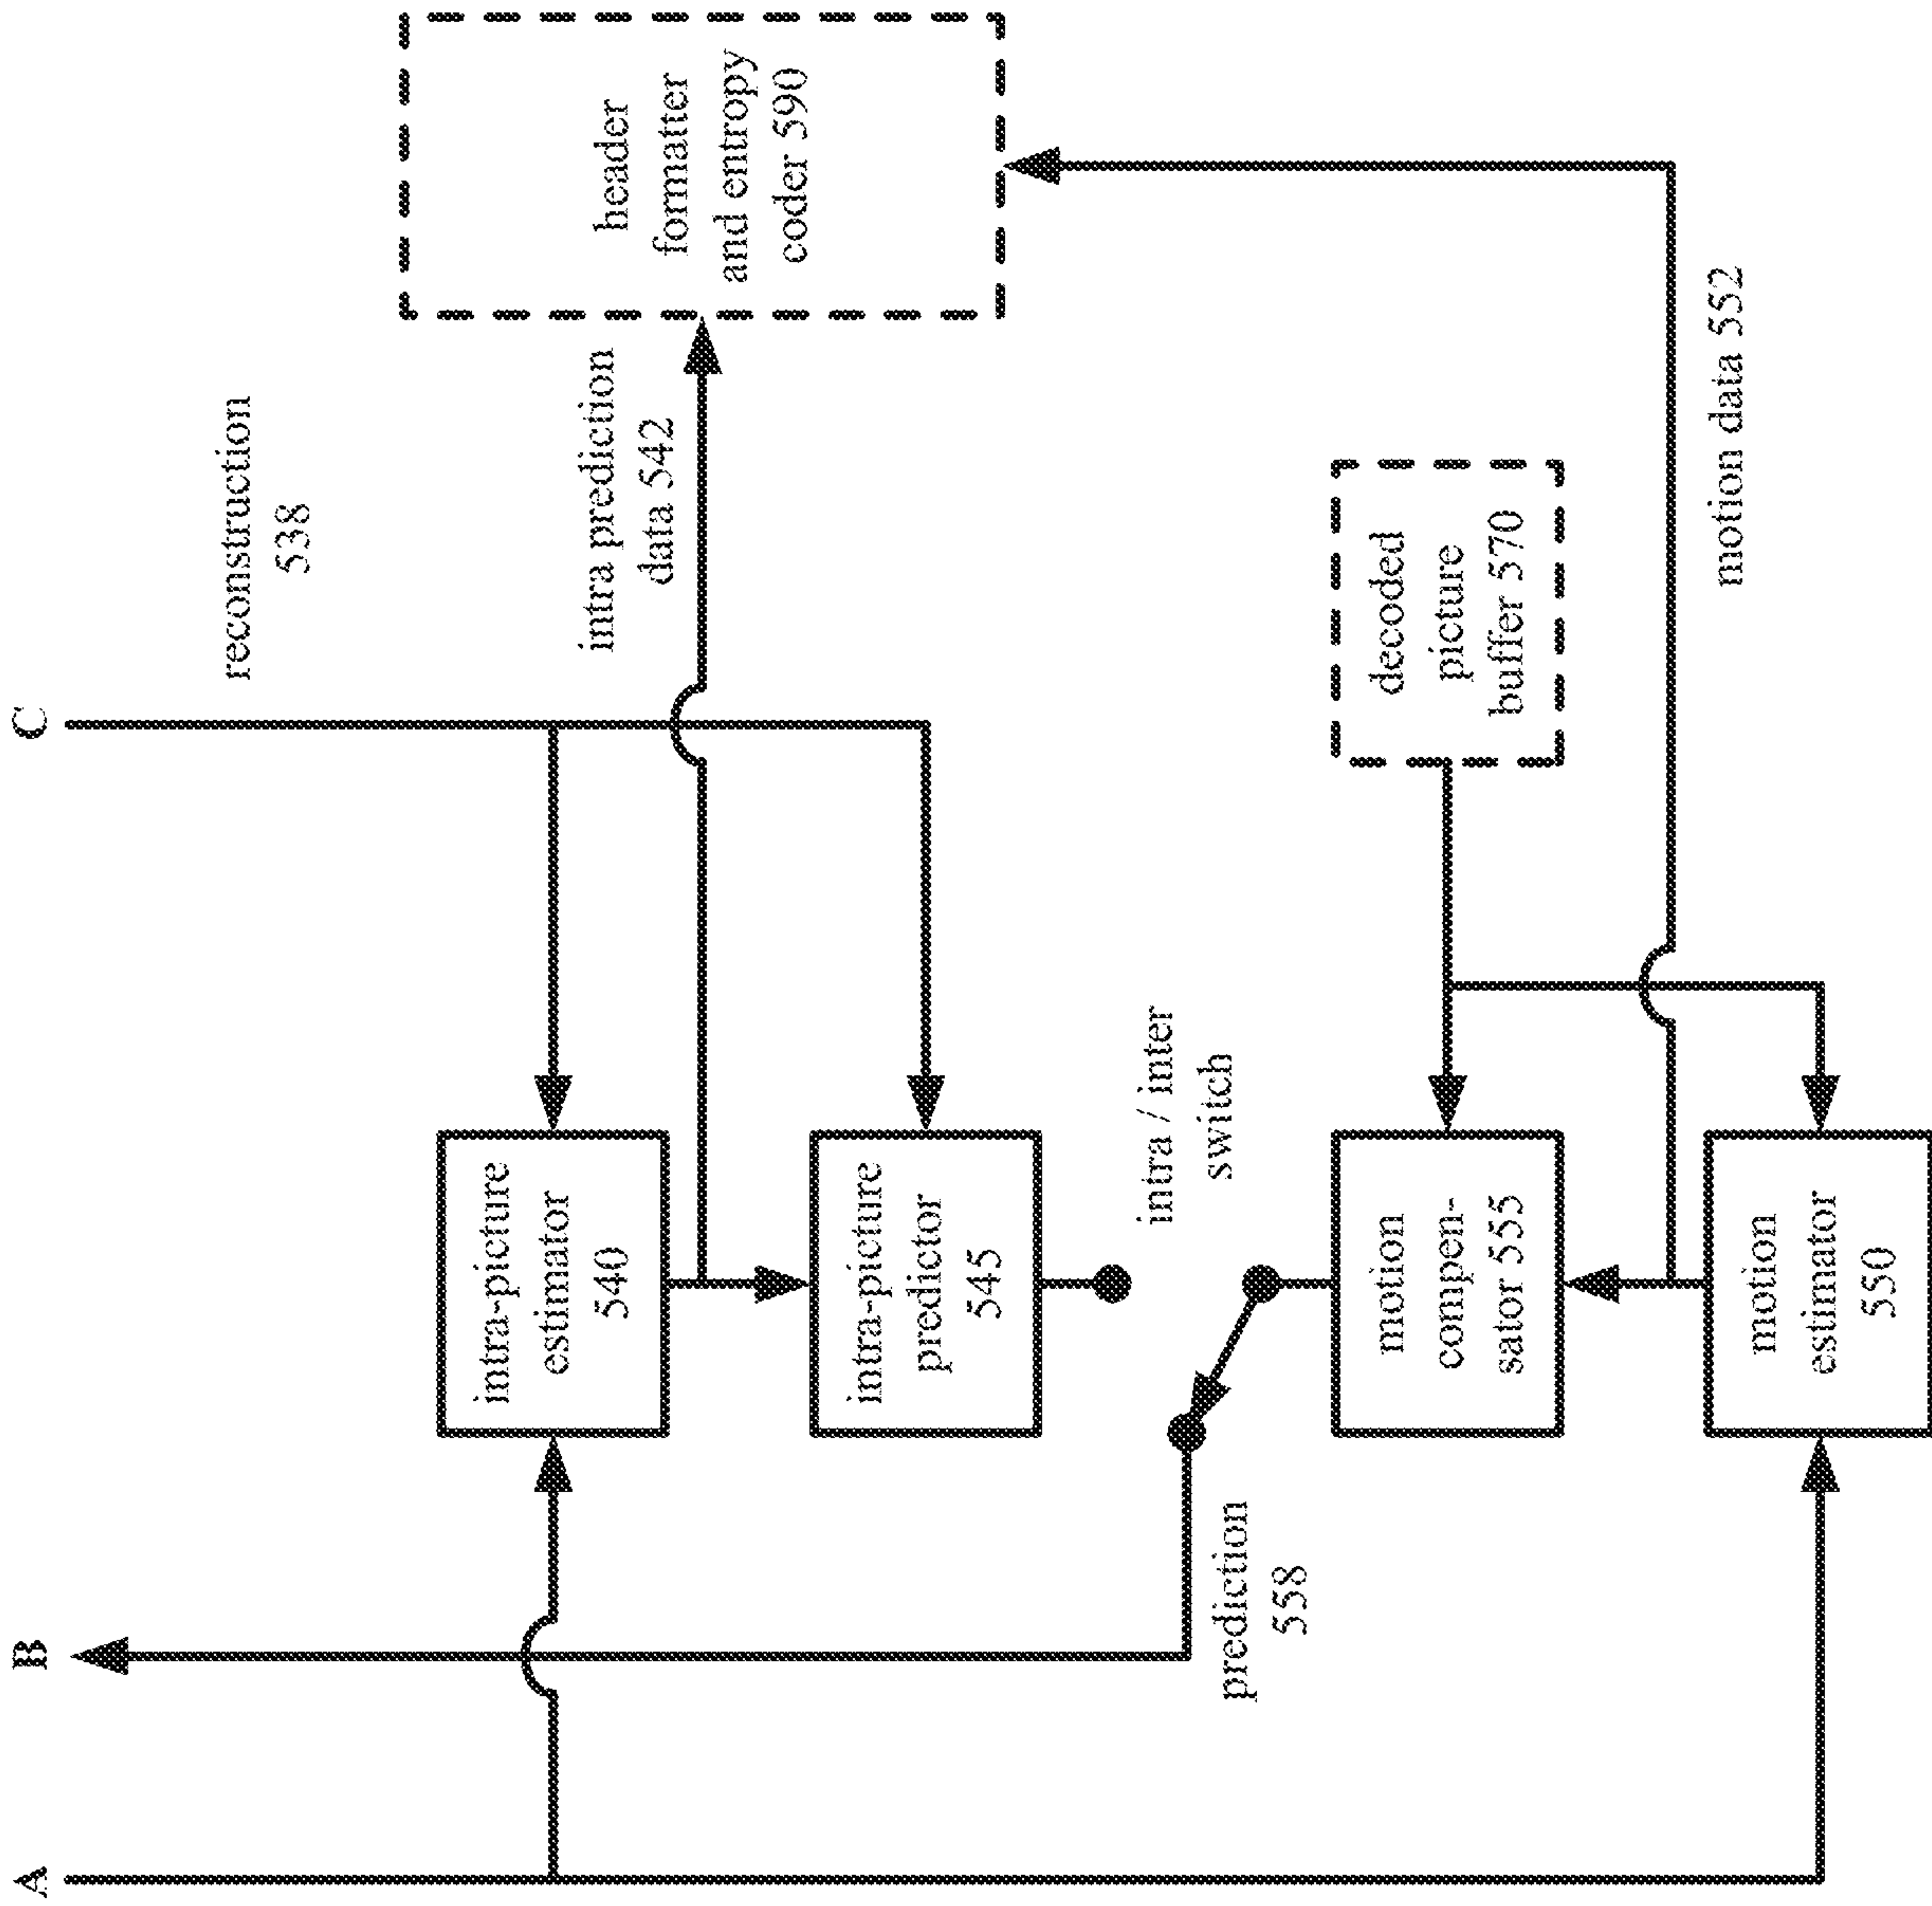 A
B
C
reconstruction
538
intra-picture
estimator
540
intra prediction
data 542
header
formatter
and entropy
coder 590
intra-picture
predictor
545
intra / inter
switch
prediction
558
motion
compen-
sator 555
decoded
picture
buffer 570
motion
estimator
550
motion data 552